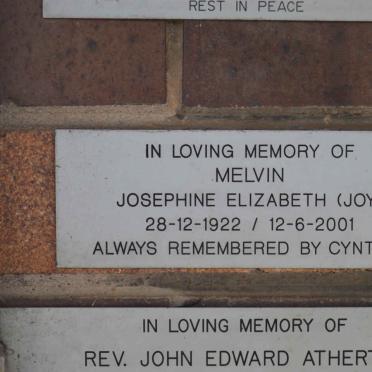 REST IN PEACE
IN LOVING MEMORY OF
MELVIN
JOSEPHINE ELIZABETH (JOY
28-12-1922 / 12-6-2001
ALWAYS REMEMBERED BY CYNT
IN LOVING MEMORY OF
REV. JOHN EDWARD ATHERT